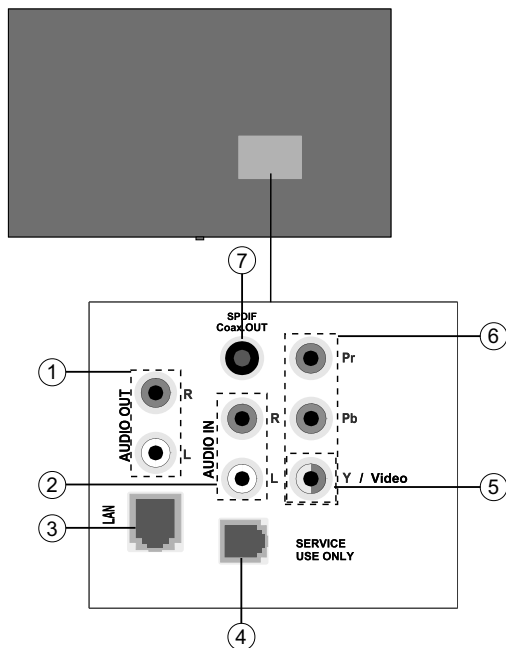 7
SPDIF
Coax.OUT
6
1
Pr
R
AUDIO OUT
AUDIO IN
R
Pb
L
2
L
Y / Video
5
3
LAN
SERVICE
USE ONLY
4